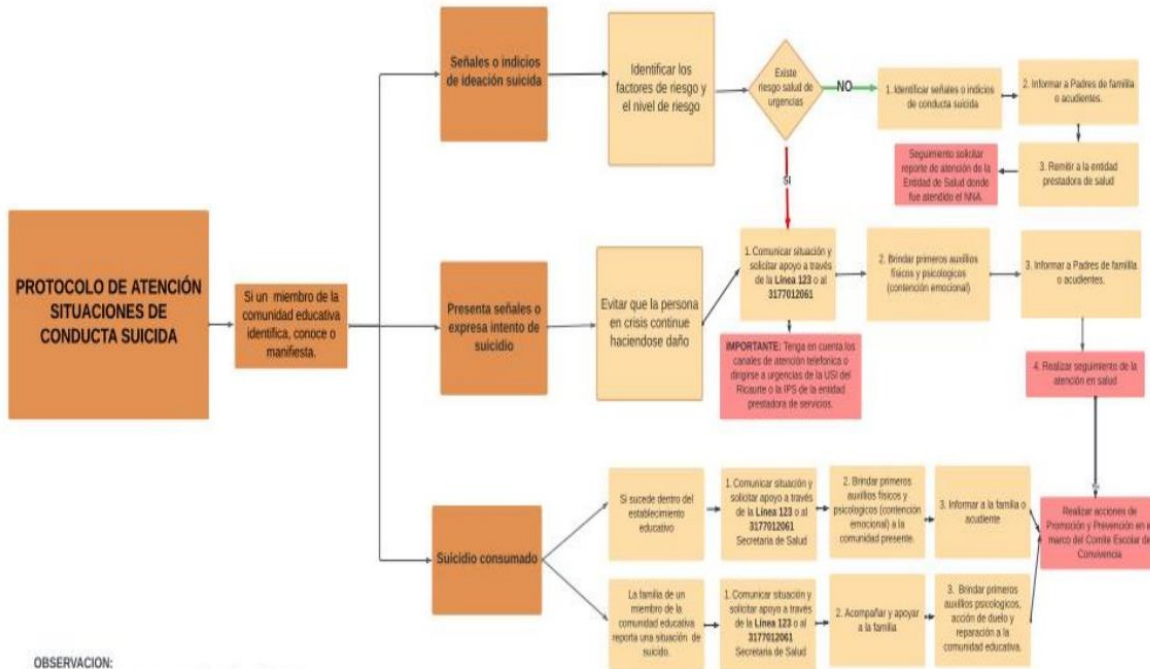 PROTOCOLO DE ATENCIÓN
SITUACIONES DE
CONDUCTA SUICIDA
Si un miembro de la
comunidad educativa
identifica, conoce o
manifiesta.
Señales o indicios
de ideación suicida
Identificar los
factores de riesgo y
el nivel de riesgo
Existe
riesgo salud de
urgencias
NO
1. Identificar señales o indicios
de conducta suicida
2. Informar a Padres de familia
o acudientes.
3. Remitir a la entidad
prestadora de salud
Seguimiento solicitar
reporte de atención de la
Entidad de Salud donde
fue atendido el NNA.
SI
Presenta señales o
expresa intento de
suicidio
Evitar que la persona
en crisis continue
haciendose daño
1. Comunicar situación y
solicitar apoyo a través
de la Línea 123 o al
3177012061
2. Brindar primeros auxillios
físicos y psicologicos
(contención emocional)
3. Informar a Padres de familia
o acudientes.
IMPORTANTE: Tenga en cuenta los
canales de atención telefonica o
dirigirse a urgencias de la USI del
Ricaurte o la IPS de la entidad
prestadora de servicios.
4. Realizar seguimiento de la
atención en salud
Suicidio consumado
Si sucede dentro del
establecimiento
educativo
1. Comunicar situación y
solicitar apoyo a través
de la Línea 123 o al
3177012061
Secretaria de Salud
2. Brindar primeros
auxilios físicos y
psicologicos (contención
emocional) a la
comunidad presente.
3. Informar a la familia o
acudiente
Realizar acciones de
Promoción y Prevención en el
marco del Comite Escolar de
Convivencia
La familia de un
miembro de la
comunidad educativa
reporta una situación de
suicido.
1. Comunicar situación y
solicitar apoyo a través
de la Línea 123 o al
3177012061
Secretaria de Salud
2. Acompañar y apoyar
a la familia
3. Brindar primeros
auxilios psicologicos,
acción de duelo y
reparación a la
comunidad educativa.
OBSERVACION: